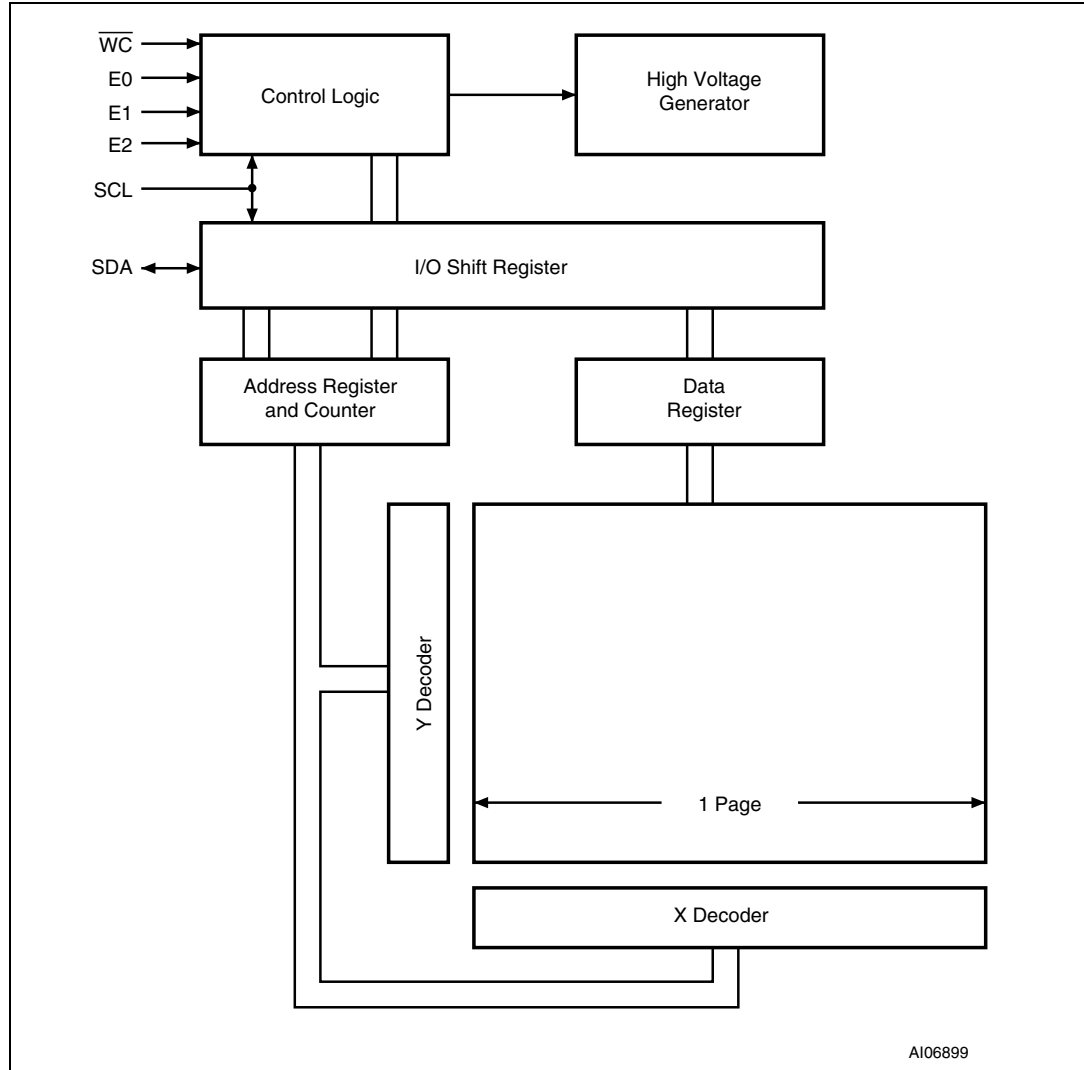 W̅C̅
E0
E1
E2
SCL
SDA
Control Logic
High Voltage
Generator
I/O Shift Register
Address Register
and Counter
Data
Register
Y Decoder
1 Page
X Decoder
AI06899